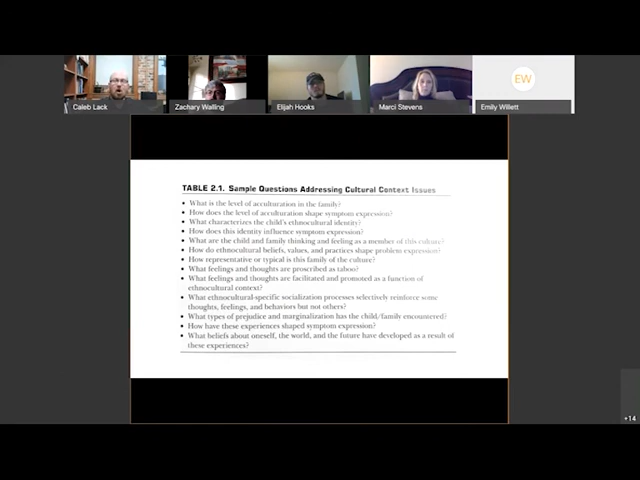 EW
Caleb Lack
Zachary Walling
Elijah Hooks
Marci Stevens
Emily Willett
TABLE 2.1. Sample Questions Addressing Cultural Context Issues
• What is the level of acculturation in the family?
• How does the level of acculturation shape symptom expression?
• What characterizes the child's ethnocultural identity?
• How does this identity influence symptom expression?
• What are the child and family thinking and feeling as a member of this culture?
• How do ethnocultural beliefs, values, and practices shape problem expression?
• How representative or typical is this family of the culture?
• What feelings and thoughts are proscribed as taboo?
• What feelings and thoughts are facilitated and promoted as a function of
ethnocultural context?
• What ethnocultural-specific socialization processes selectively reinforce some
thoughts, feelings, and behaviors but not others?
• What types of prejudice and marginalization has the child/family encountered?
• How have these experiences shaped symptom expression?
• What beliefs about oneself, the world, and the future have developed as a result of
these experiences?
+14